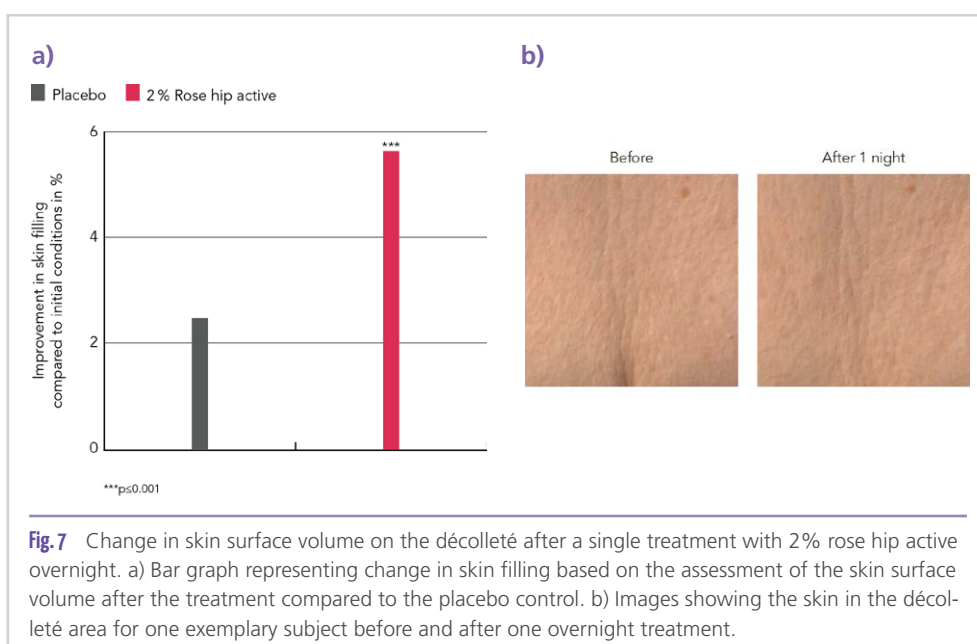 a)
Placebo 2% Rose hip active
Improvement in skin filling
compared to initial conditions in %
6
4
2
0
***
***p≤0.001
b)
Before After 1 night
Fig. 7 Change in skin surface volume on the décolleté after a single treatment with 2% rose hip active
overnight. a) Bar graph representing change in skin filling based on the assessment of the skin surface
volume after the treatment compared to the placebo control. b) Images showing the skin in the décol-
leté area for one exemplary subject before and after one overnight treatment.